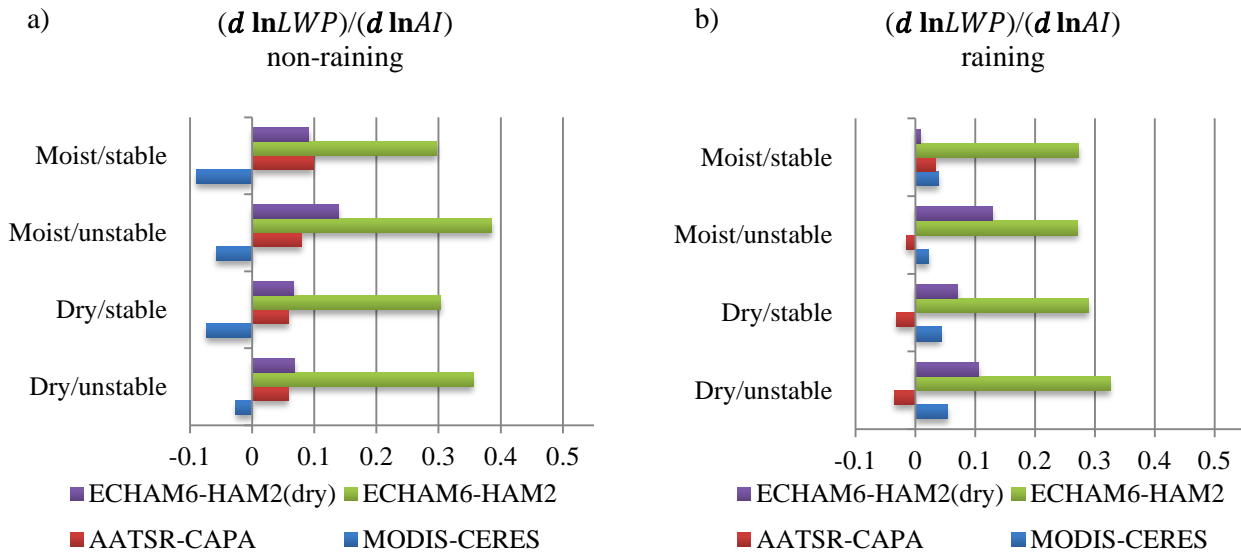 a)
(d lnLWP)/(d lnAI)
non-raining
Moist/stable
Moist/unstable
Dry/stable
Dry/unstable
-0.1 0 0.1 0.2 0.3 0.4 0.5
ECHAM6-HAM2(dry) ECHAM6-HAM2
AATSR-CAPA MODIS-CERES
b)
(d lnLWP)/(d lnAI)
raining
Moist/stable
Moist/unstable
Dry/stable
Dry/unstable
-0.1 0 0.1 0.2 0.3 0.4 0.5
ECHAM6-HAM2(dry) ECHAM6-HAM2
AATSR-CAPA MODIS-CERES